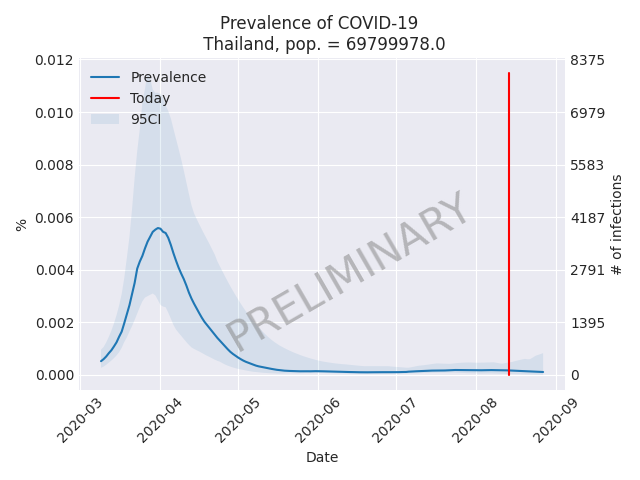 Prevalence of COVID-19
Thailand, pop. = 69799978.0
0.012
0.010
0.008
0.006
0.004
0.002
0.000
%
Prevalence
Today
95CI
PRELIMINARY
8375
6979
5583
4187
2791
1395
0
# of infections
2020-03
2020-04
2020-05
2020-06
2020-07
2020-08
2020-09
Date